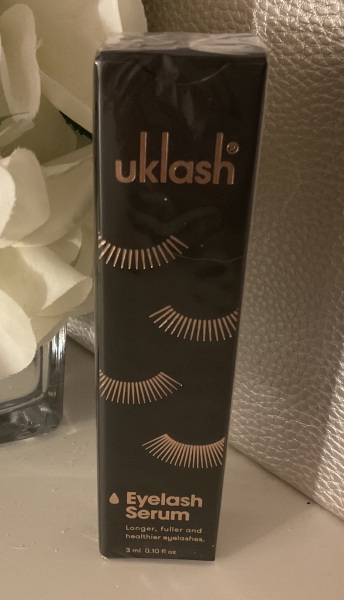 uklash®
Eyelash
Serum
Longer, fuller and
healthier eyelashes.
3 ml 0.10 fl oz